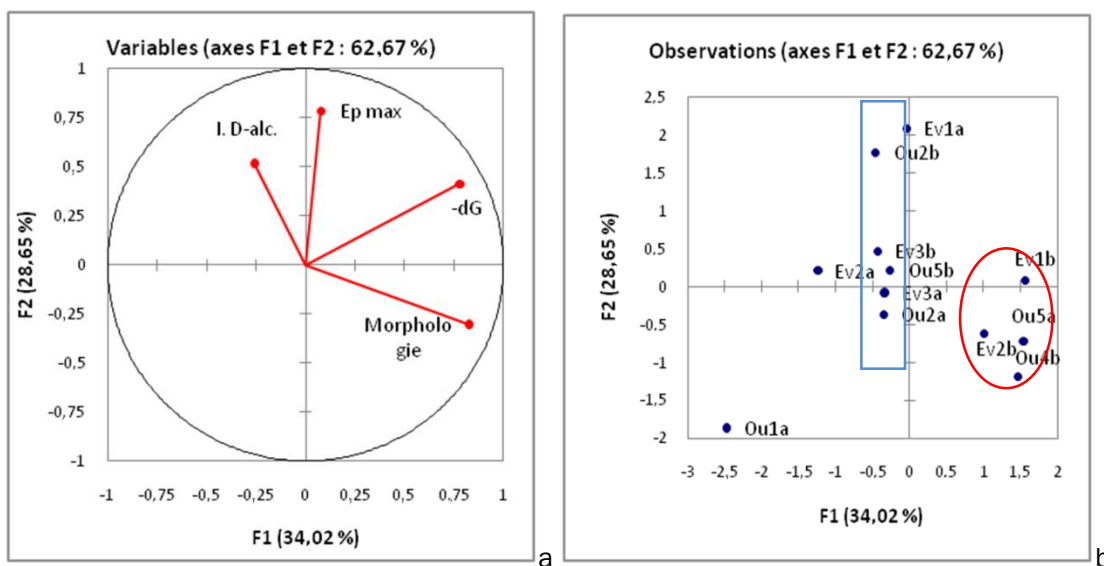 Variables (axes F1 et F2 : 62,67 %)
1
0,75
0,5
0,25
0
-0,25
-0,5
-0,75
-1
F2 (28,65 %)
I. D-alc.
Ep max
-dG
Morpholo
gie
-1 -0,75 -0,5 -0,25 0 0,25 0,5 0,75 1
F1 (34,02 %)
a
Observations (axes F1 et F2 : 62,67 %)
2,5
2
1,5
1
0,5
0
-0,5
-1
-1,5
-2
F2 (28,65 %)
Ev1a
Ou2b
Ev3b
Ev1b
Ev2a
Ou5b
Ev3a
Ou2a
Ou5a
Ev2b
Ou4b
Ou1a
-3 -2,5 -2 -1,5 -1 -0,5 0 0,5 1 1,5 2
F1 (34,02 %)
b